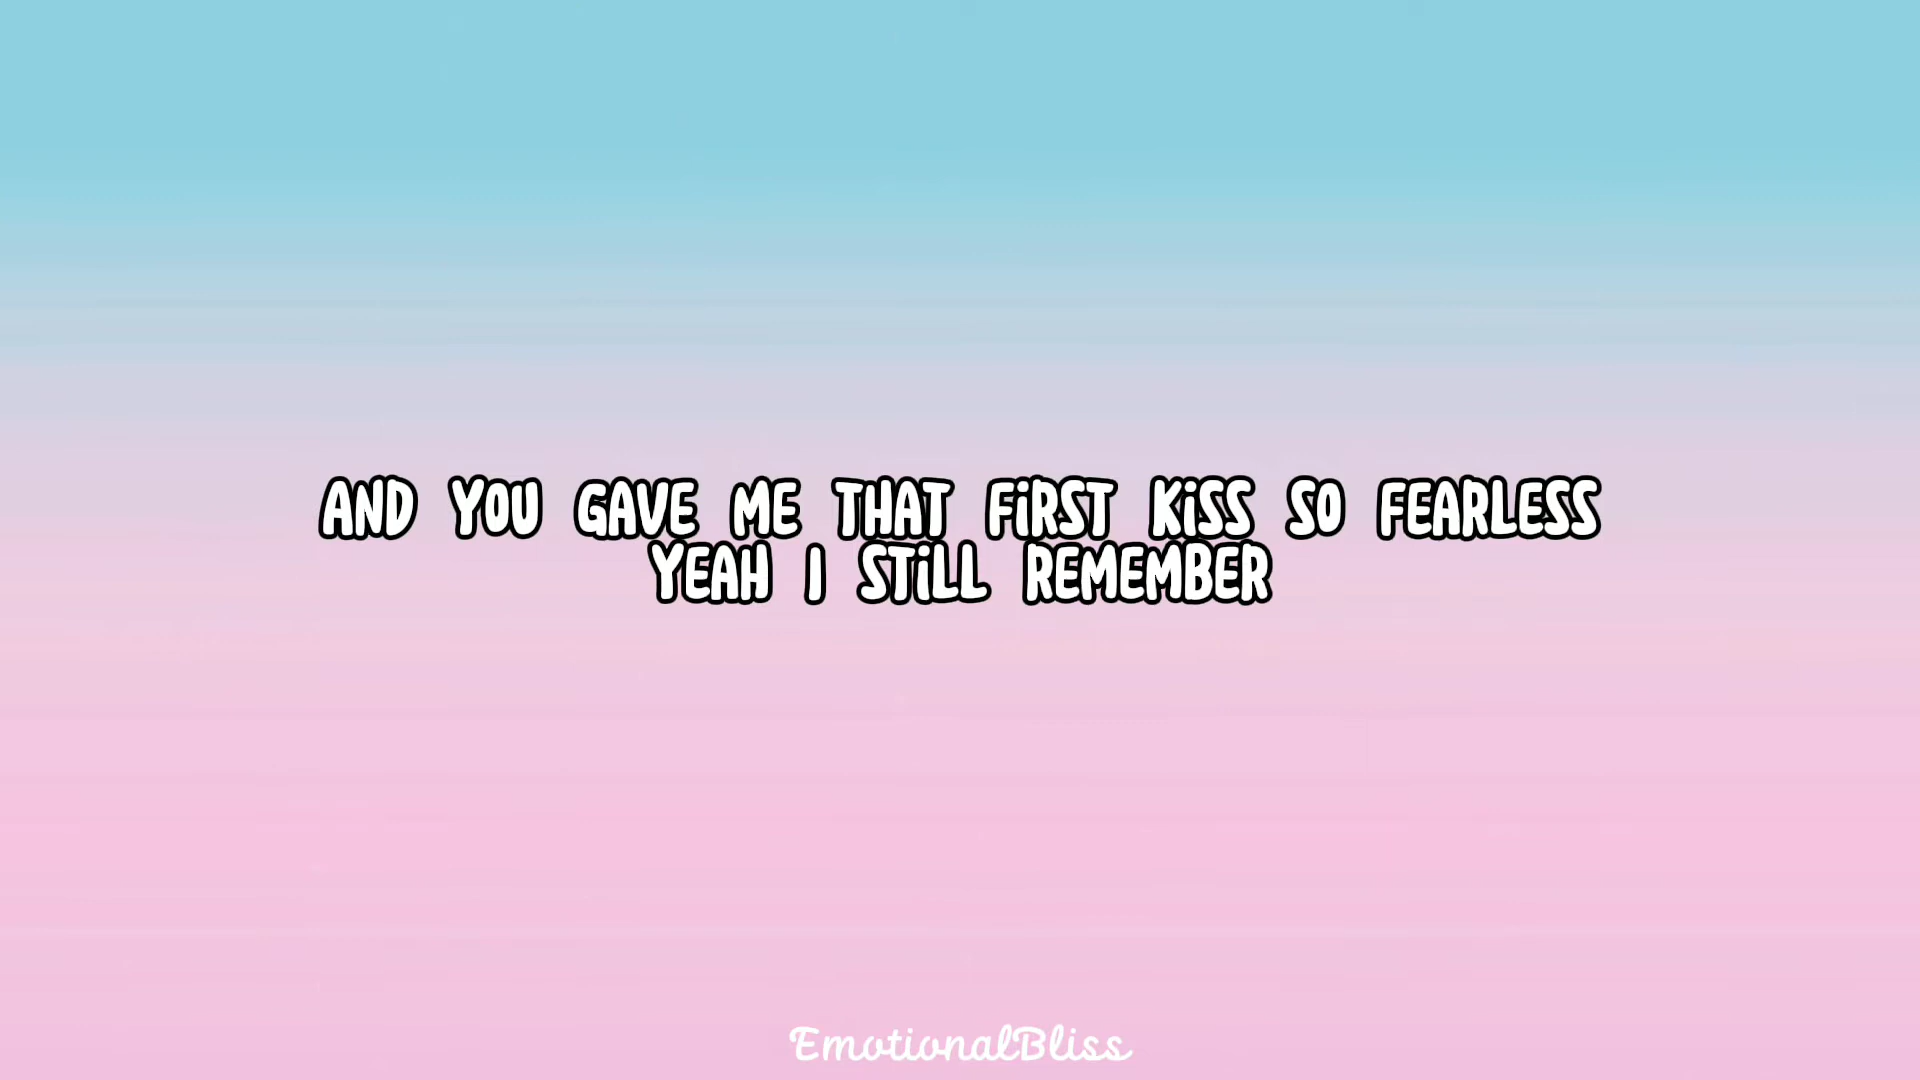 AND YOU GAVE ME THAT FiRST KiSS SO FEARLESS
YEAH I STiLL REMEMBER
EmotionalBliss